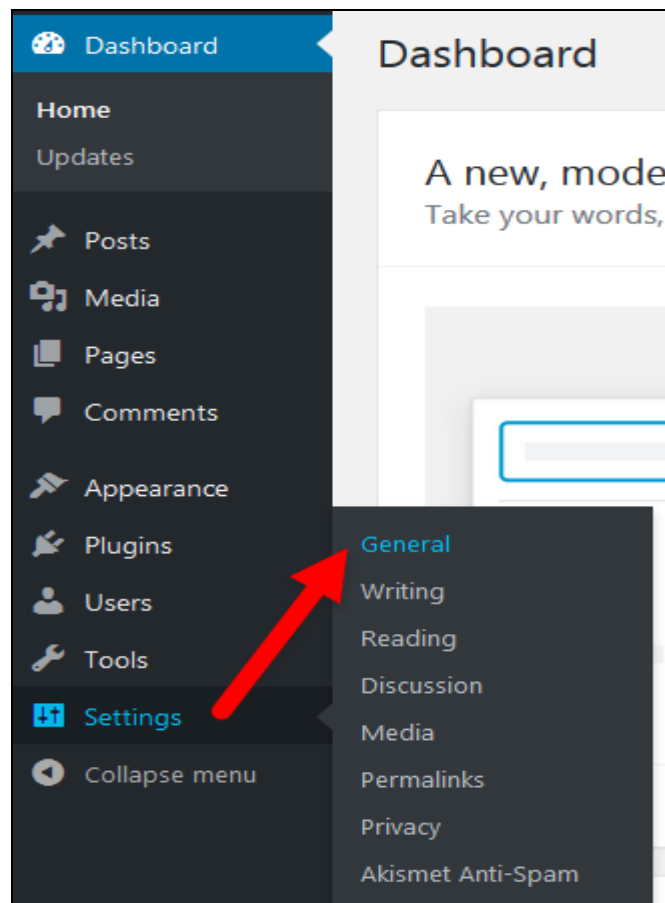 Dashboard
Home
Updates
Posts
Media
Pages
Comments
Appearance
Plugins
Users
Tools
Settings
Collapse menu
Dashboard
A new, mode
Take your words,
General
Writing
Reading
Discussion
Media
Permalinks
Privacy
Akismet Anti-Spam